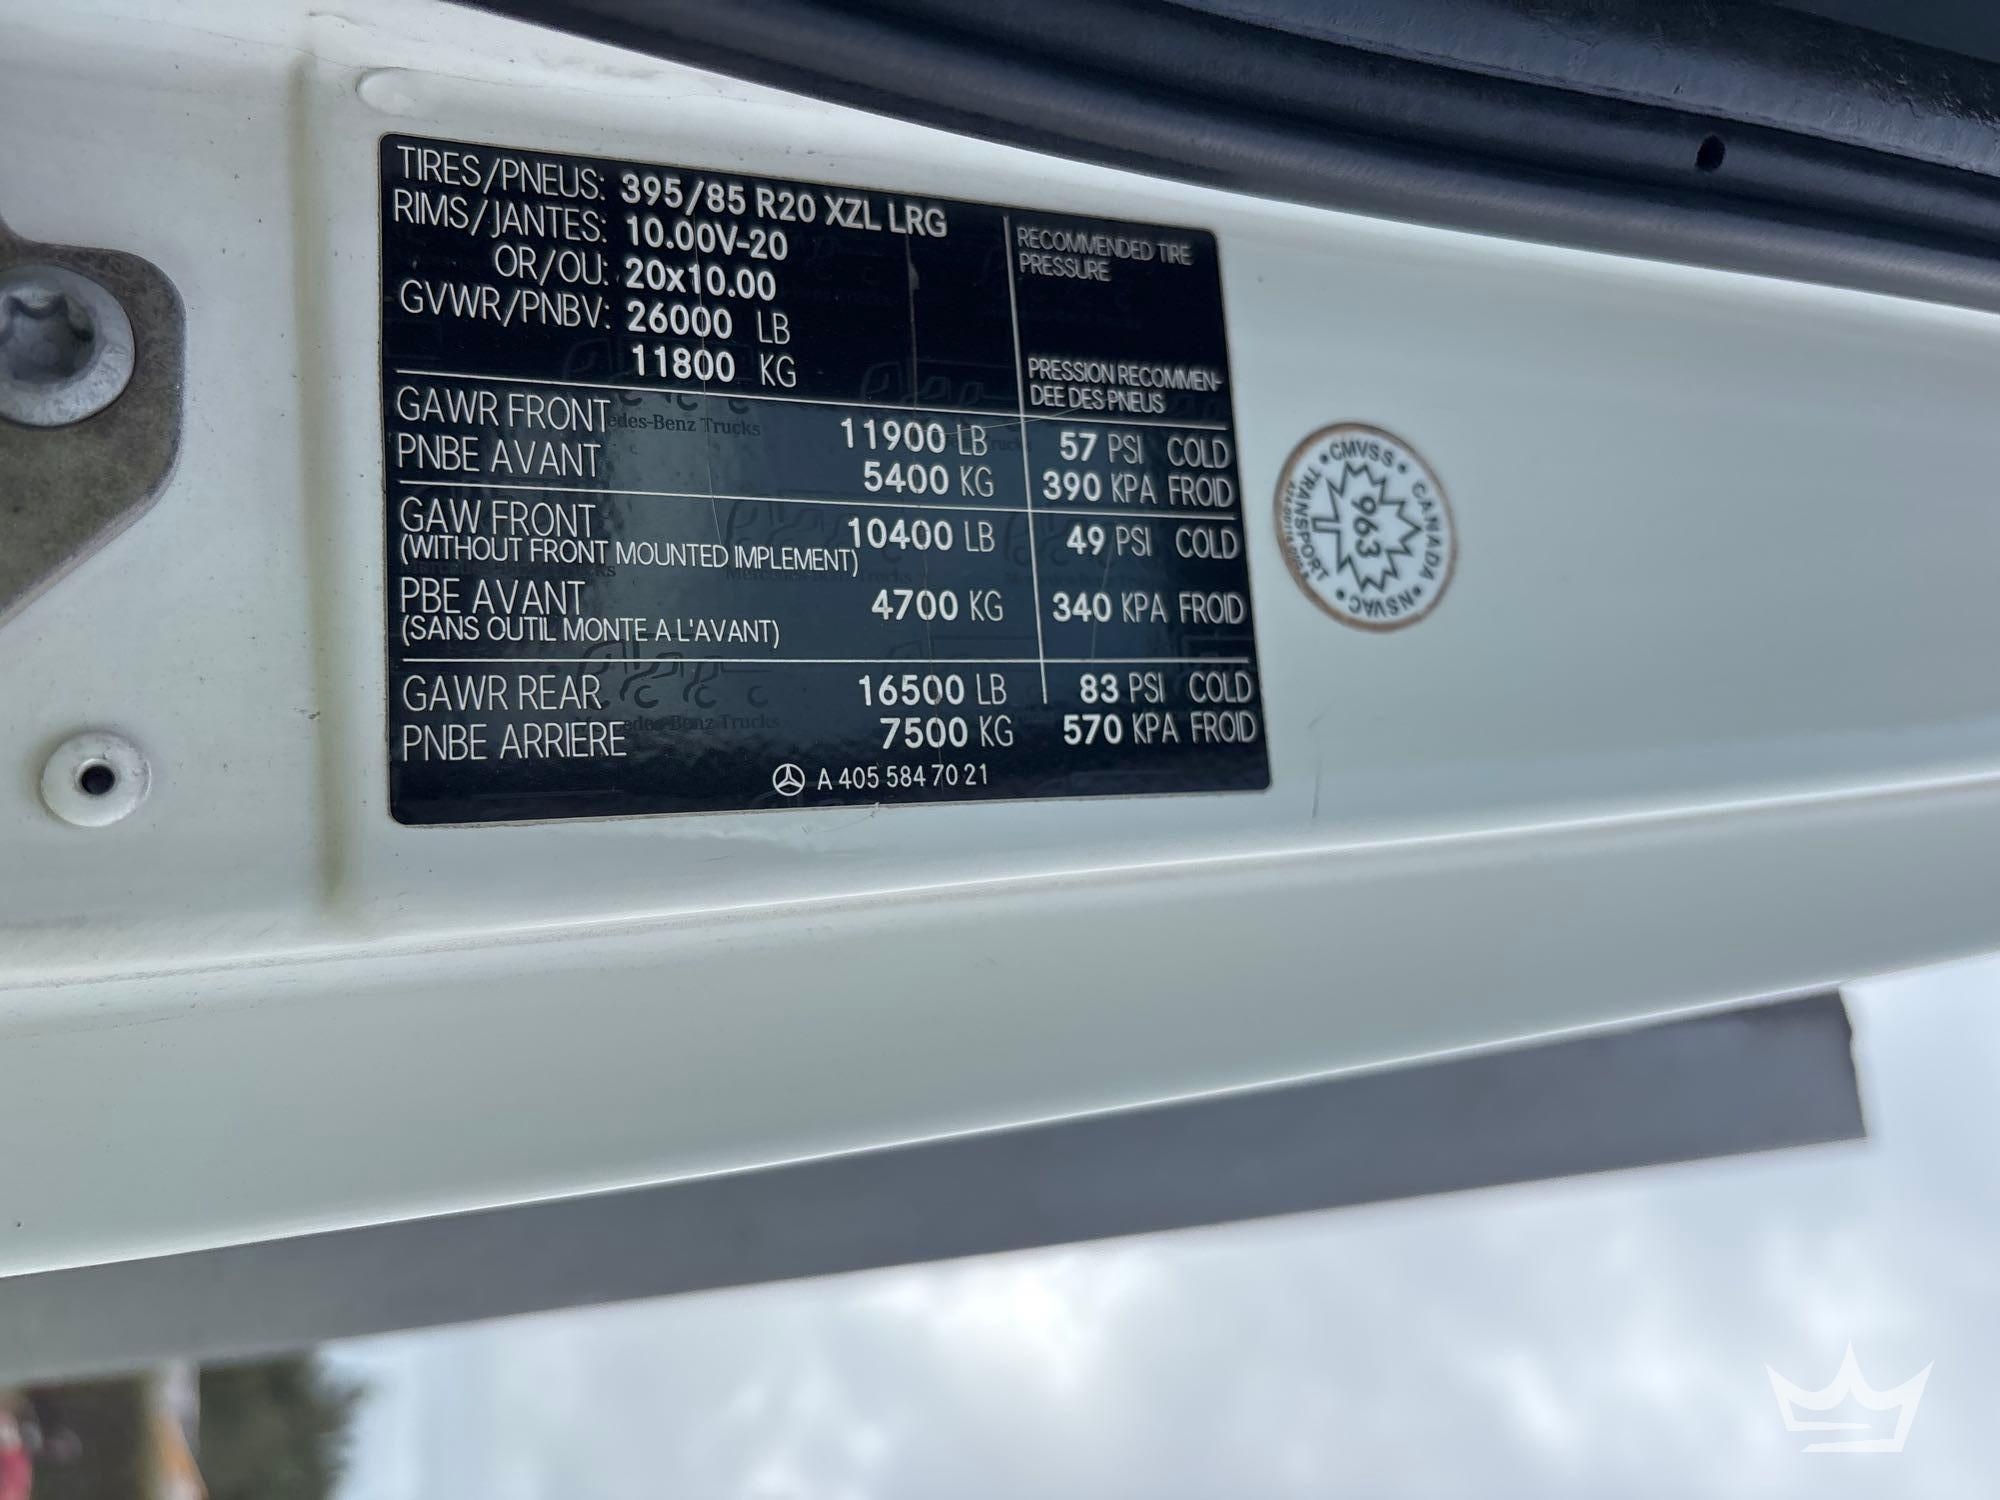 TIRES/PNEUS: 395/85 R20 XZL LRG
RIMS/JANTES: 10.00V-20
OR/OU: 20x10.00
GVWR/PNBV: 26000 LB
11800 KG
RECOMMENDED TIRE
PRESSURE
PRESSION RECOMMEN-
DEE DES PNEUS
GAWR FRONT 11900 LB 57 PSI COLD
PNBE AVANT 5400 KG 390 KPA FROID
GAW FRONT 10400 LB 49 PSI COLD
(WITHOUT FRONT MOUNTED IMPLEMENT)
PBE AVANT 4700 KG 340 KPA FROID
(SANS OUTIL MONTE A L'AVANT)
GAWR REAR 16500 LB 83 PSI COLD
PNBE ARRIERE 7500 KG 570 KPA FROID
A 405 584 70 21
CMVSS • CANADA • NSVAC • TRANSPORT
963
Mercedes-Benz Trucks